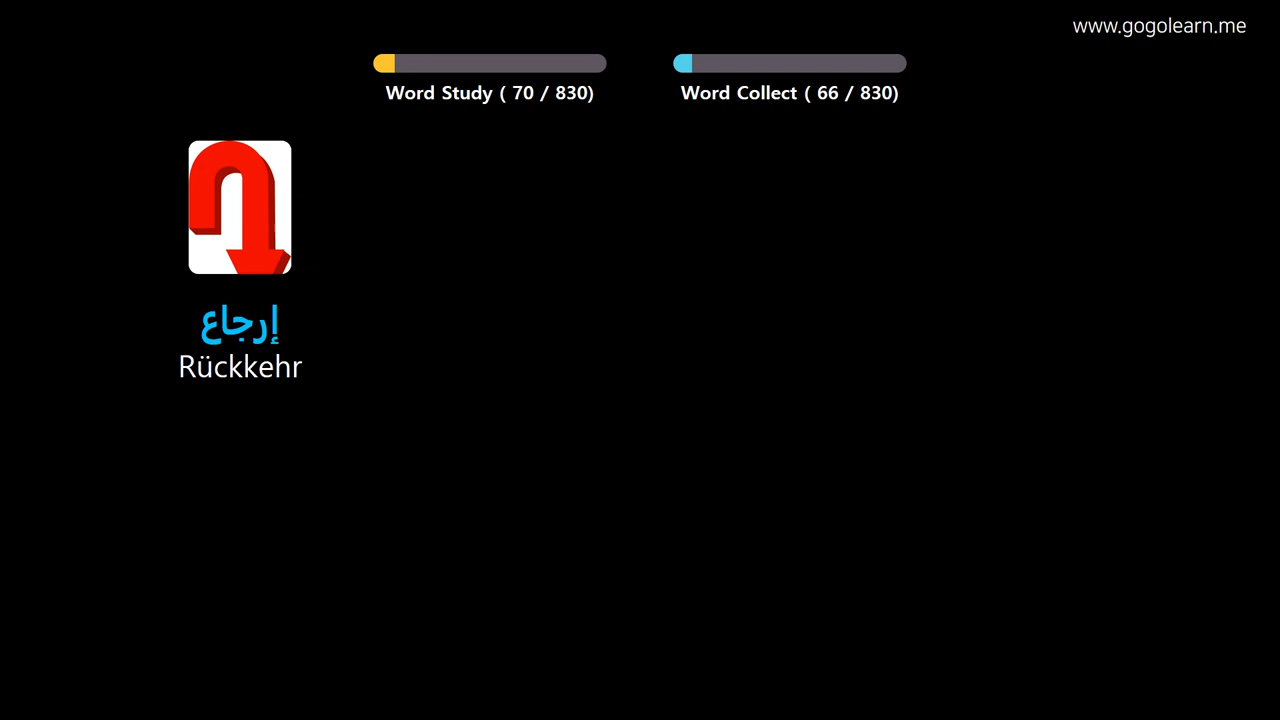 www.gogolearn.me
Word Study ( 70 / 830)
Word Collect ( 66 / 830)
إرجاع
Rückkehr